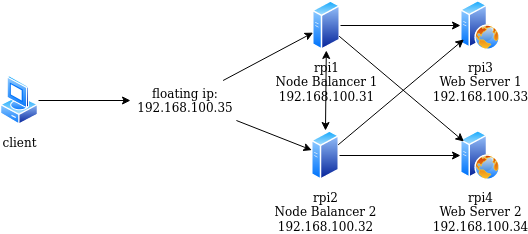 client
floating ip:
192.168.100.35
rpi1
Node Balancer 1
192.168.100.31
rpi2
Node Balancer 2
192.168.100.32
rpi3
Web Server 1
192.168.100.33
rpi4
Web Server 2
192.168.100.34